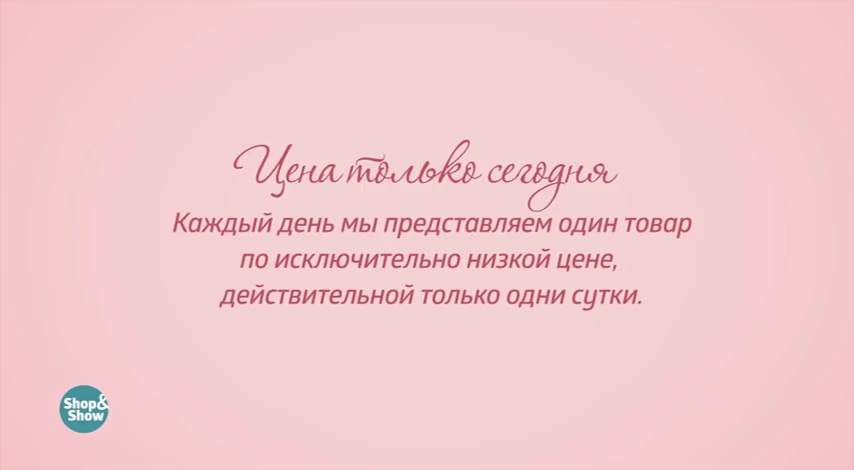 Цена только сегодня
Каждый день мы представляем один товар
по исключительно низкой цене,
действительной только одни сутки.
Shop&
Show